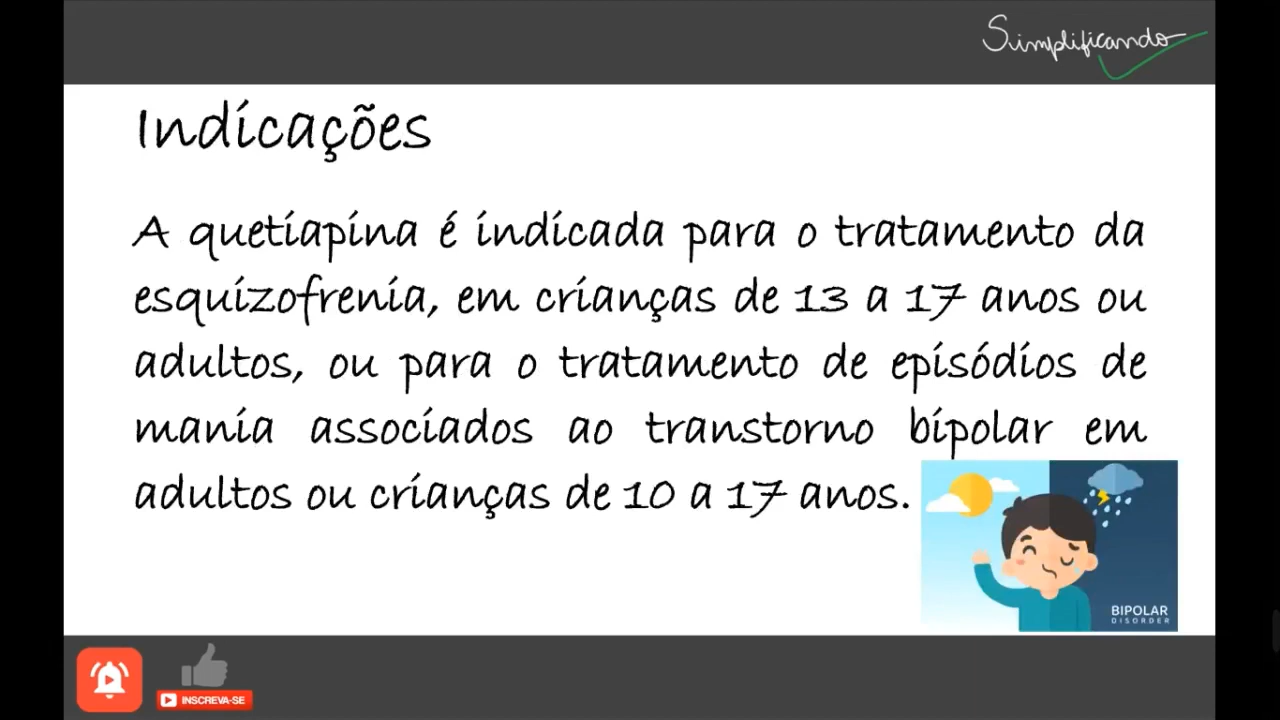 Simplificando
Indicações
A quetiapina é indicada para o tratamento da
esquizofrenia, em crianças de 13 a 17 anos ou
adultos, ou para o tratamento de episódios de
mania associados ao transtorno bipolar em
adultos ou crianças de 10 a 17 anos.
BIPOLAR
DISORDER
INSCREVA-SE